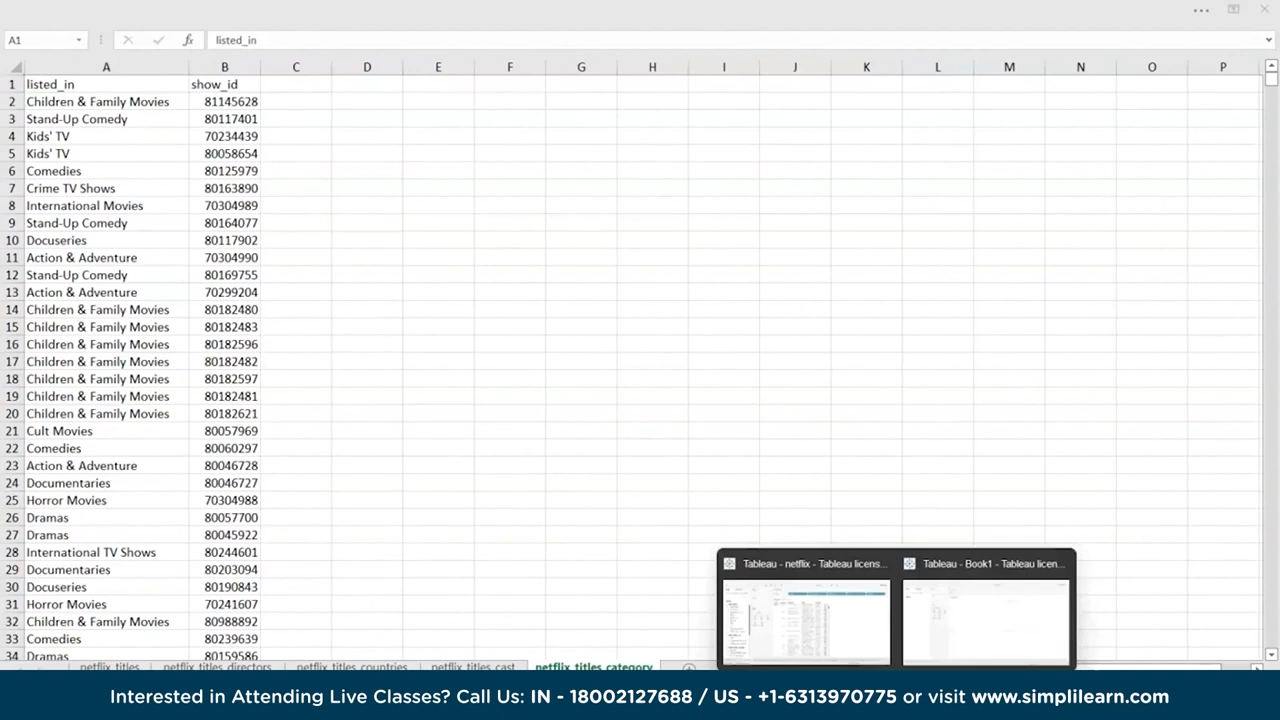 A1
fx
listed_in
A B C D E F G H I J K L M N O P
1 listed_in show_id
2 Children & Family Movies 81145628
3 Stand-Up Comedy 80117401
4 Kids' TV 70234439
5 Kids' TV 80058654
6 Comedies 80125979
7 Crime TV Shows 80163890
8 International Movies 70304989
9 Stand-Up Comedy 80164077
10 Docuseries 80117902
11 Action & Adventure 70304990
12 Stand-Up Comedy 80169755
13 Action & Adventure 70299204
14 Children & Family Movies 80182480
15 Children & Family Movies 80182483
16 Children & Family Movies 80182596
17 Children & Family Movies 80182482
18 Children & Family Movies 80182597
19 Children & Family Movies 80182481
20 Children & Family Movies 80182621
21 Cult Movies 80057969
22 Comedies 80060297
23 Action & Adventure 80046728
24 Documentaries 80046727
25 Horror Movies 70304988
26 Dramas 80057700
27 Dramas 80045922
28 International TV Shows 80244601
29 Documentaries 80203094
30 Docuseries 80190843
31 Horror Movies 70241607
32 Children & Family Movies 80988892
33 Comedies 80239639
34 Dramas 80159586
Tableau - netflix - Tableau licens... Tableau - Book1 - Tableau licen...
netflix_titles netflix_titles_directors netflix_titles_countries netflix_titles_cast netflix_titles_category
Interested in Attending Live Classes? Call Us: IN - 18002127688 / US - +1-6313970775 or visit www.simplilearn.com